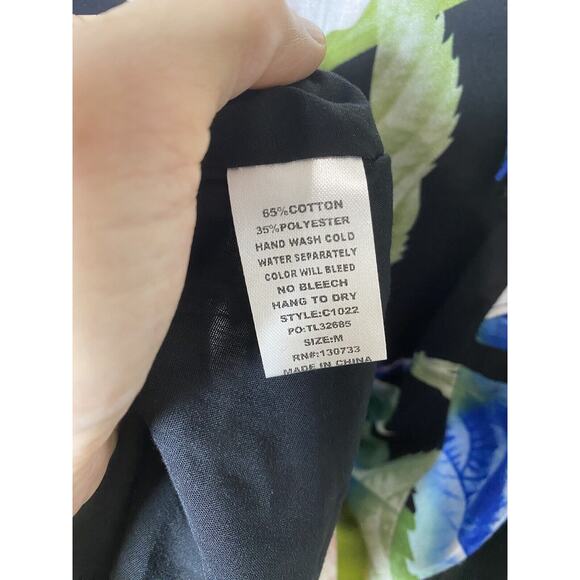 65%COTTON
35%POLYESTER
HAND WASH COLD
WATER SEPARATELY
COLOR WILL BLEED
NO BLEECH
HANG TO DRY
STYLE:C1022
PO:TL32685
SIZE:M
RN#:130733
MADE IN CHINA